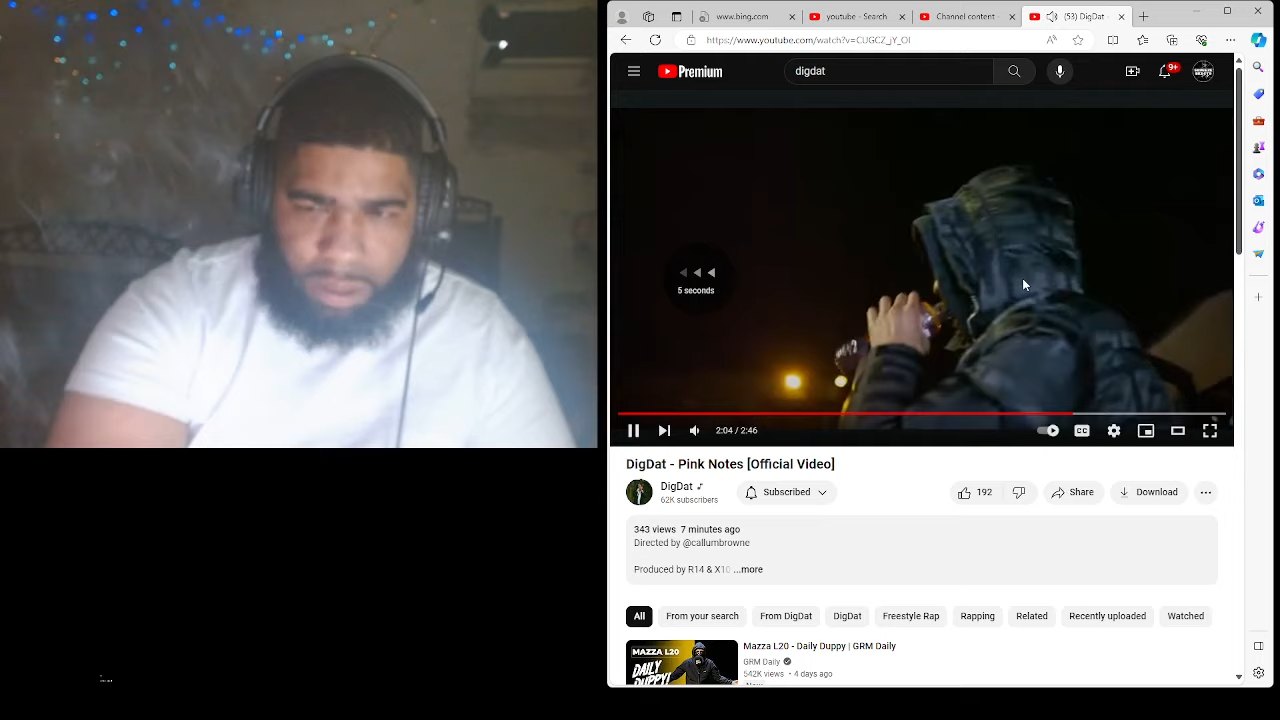 www.bing.com
youtube - Search
Channel content -
(53) DigDat -
https://www.youtube.com/watch?v=CUGCZ_jY_OI
Premium
digdat
9+
5 seconds
2:04 / 2:46
CC
DigDat - Pink Notes [Official Video]
DigDat
62K subscribers
Subscribed
192
Share
Download
343 views 7 minutes ago
Directed by @callumbrowne
Produced by R14 & X10 ...more
All
From your search
From DigDat
DigDat
Freestyle Rap
Rapping
Related
Recently uploaded
Watched
MAZZA L20
DAILY
DUPPY!
Mazza L20 - Daily Duppy | GRM Daily
GRM Daily
542K views • 4 days ago